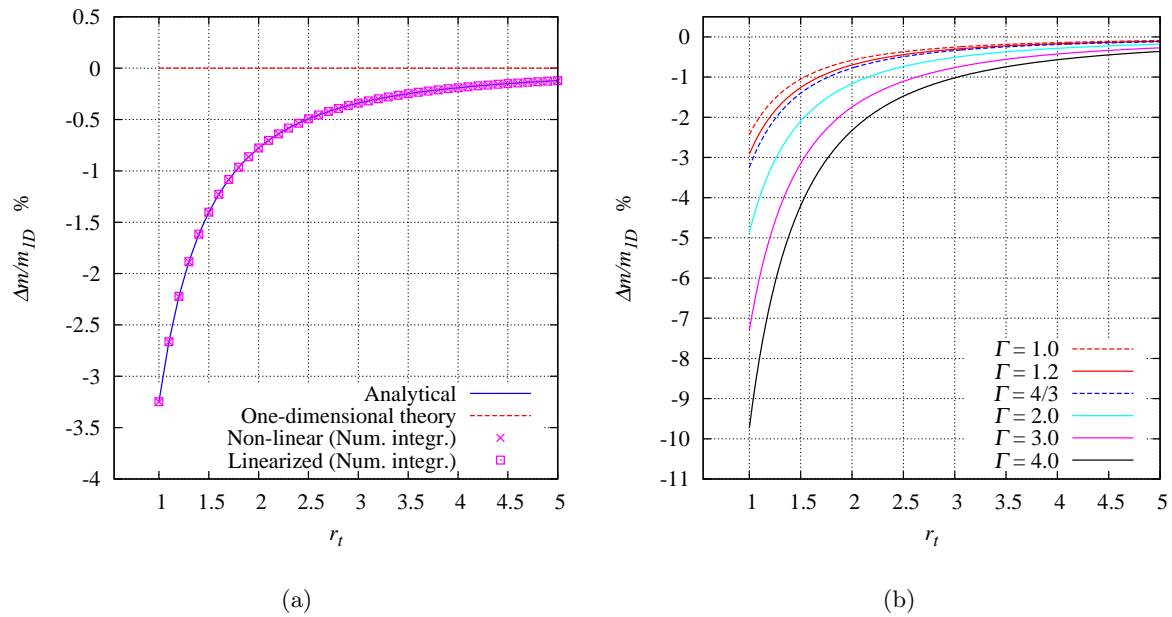 0.5
0
-0.5
-1
-1.5
-2
-2.5
-3
-3.5
-4
Δm/m1D %
1 1.5 2 2.5 3 3.5 4 4.5 5
rt
Analytical
One-dimensional theory
Non-linear (Num. integr.)
Linearized (Num. integr.)
(a)
0
-1
-2
-3
-4
-5
-6
-7
-8
-9
-10
-11
Δm/m1D %
1 1.5 2 2.5 3 3.5 4 4.5 5
rt
Γ = 1.0
Γ = 1.2
Γ = 4/3
Γ = 2.0
Γ = 3.0
Γ = 4.0
(b)